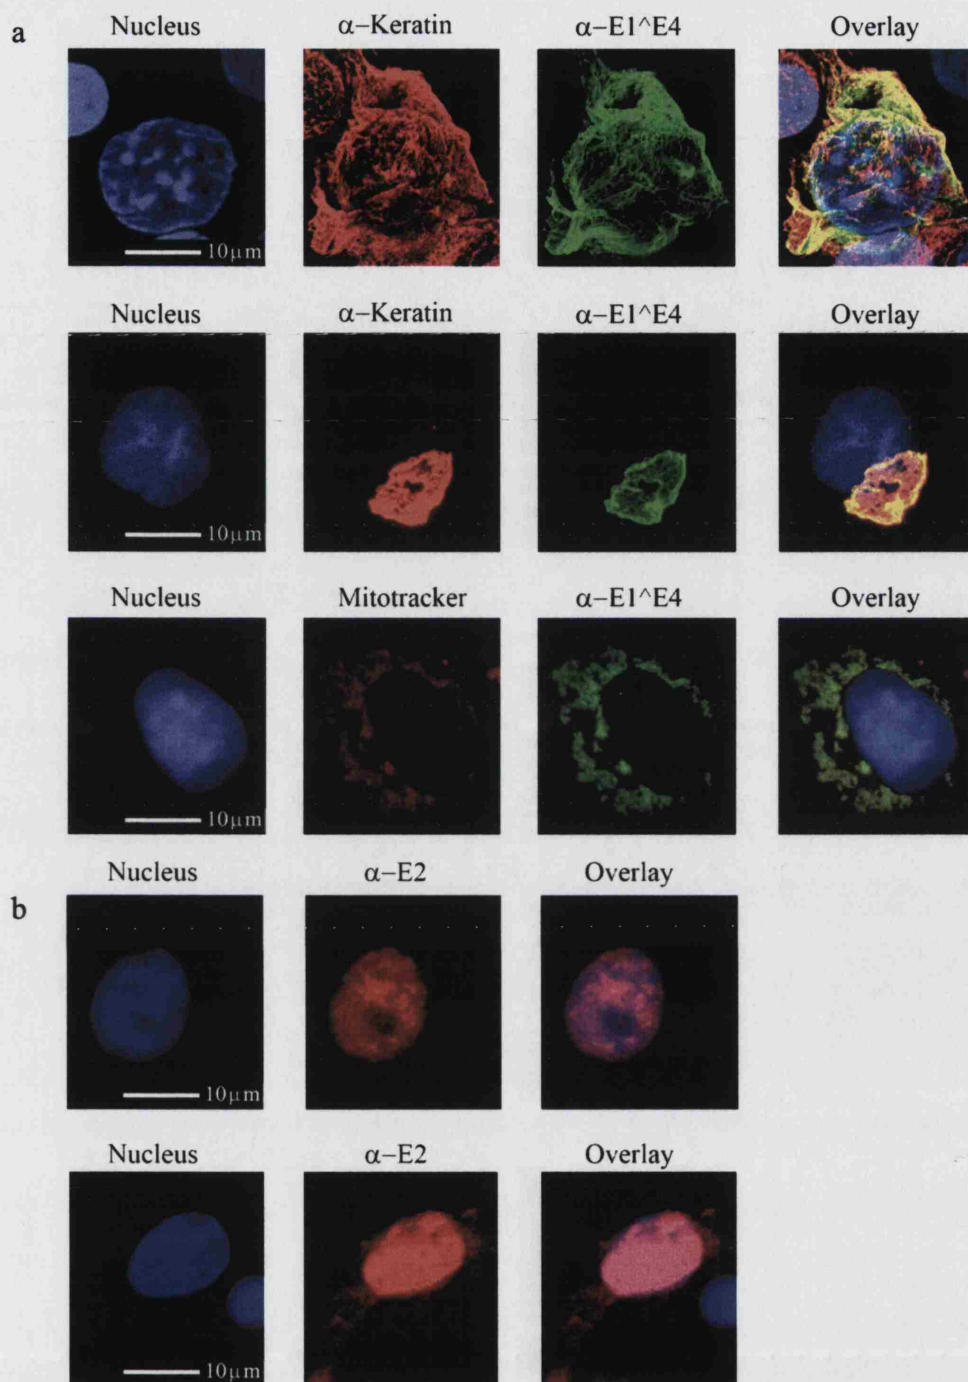 a
Nucleus α–Keratin α–E1^E4 Overlay
10µm
Nucleus α–Keratin α–E1^E4 Overlay
10µm
Nucleus Mitotracker α–E1^E4 Overlay
10µm
b
Nucleus α–E2 Overlay
10µm
Nucleus α–E2 Overlay
10µm